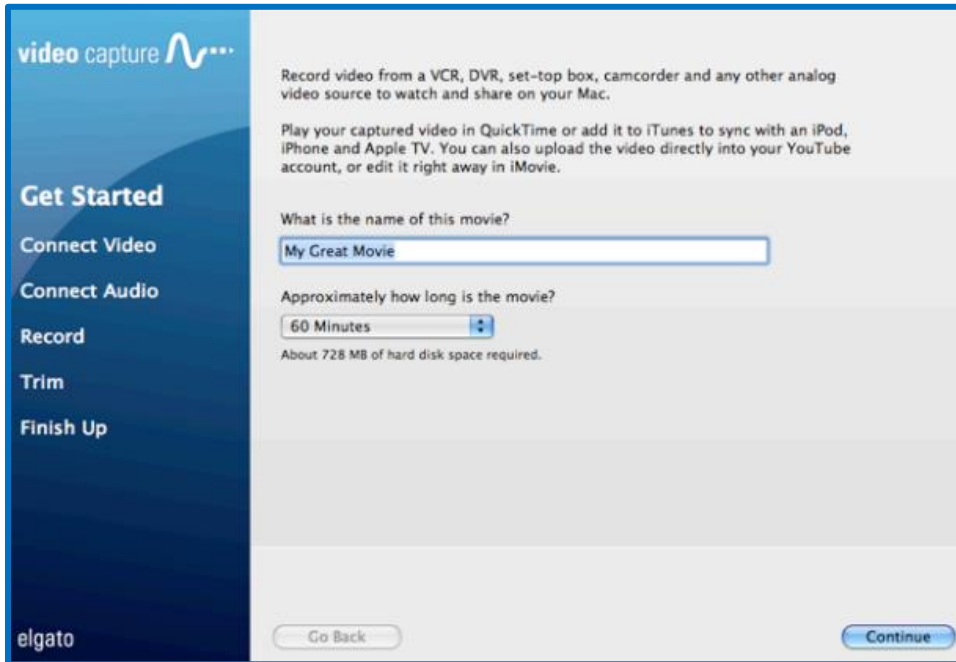 video capture
Get Started
Connect Video
Connect Audio
Record
Trim
Finish Up
elgato
Record video from a VCR, DVR, set-top box, camcorder and any other analog
video source to watch and share on your Mac.
Play your captured video in QuickTime or add it to iTunes to sync with an iPod,
iPhone and Apple TV. You can also upload the video directly into your YouTube
account, or edit it right away in iMovie.
What is the name of this movie?
My Great Movie
Approximately how long is the movie?
60 Minutes
About 728 MB of hard disk space required.
Go Back
Continue